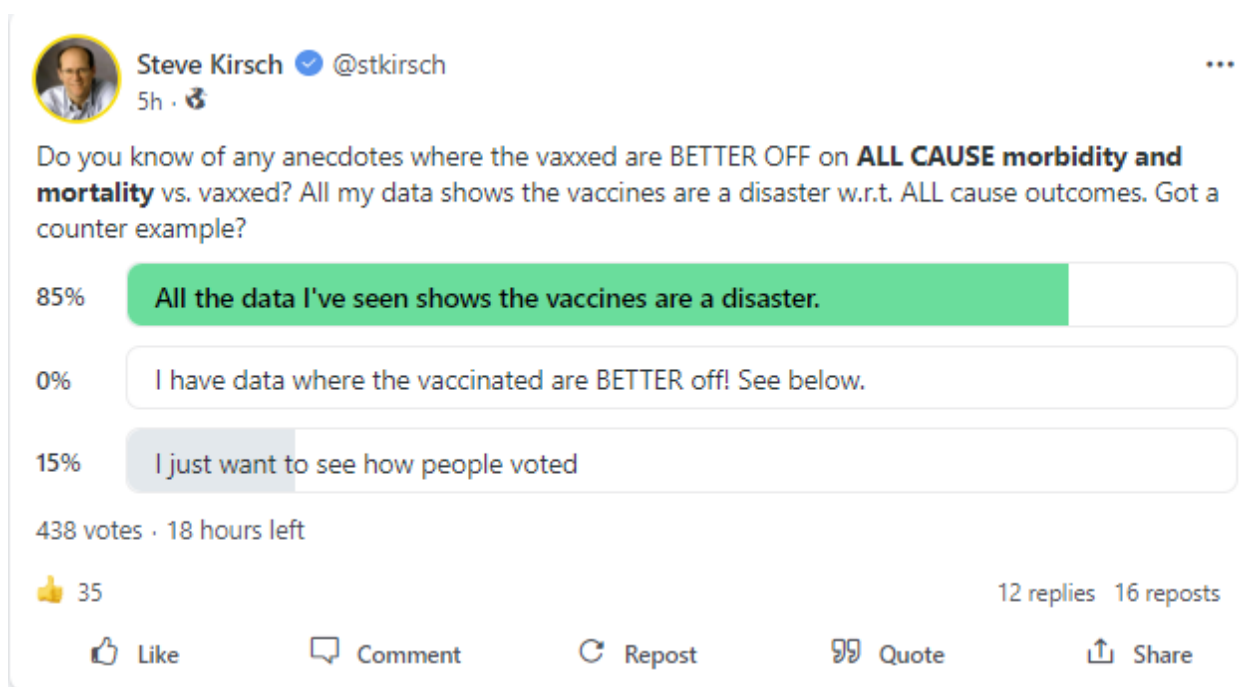 Steve Kirsch @stkirsch
5h ·
Do you know of any anecdotes where the vaxxed are BETTER OFF on ALL CAUSE morbidity and
mortality vs. vaxxed? All my data shows the vaccines are a disaster w.r.t. ALL cause outcomes. Got a
counter example?
85% All the data I've seen shows the vaccines are a disaster.
0% I have data where the vaccinated are BETTER off! See below.
15% I just want to see how people voted
438 votes · 18 hours left
35 12 replies 16 reposts
Like Comment Repost Quote Share